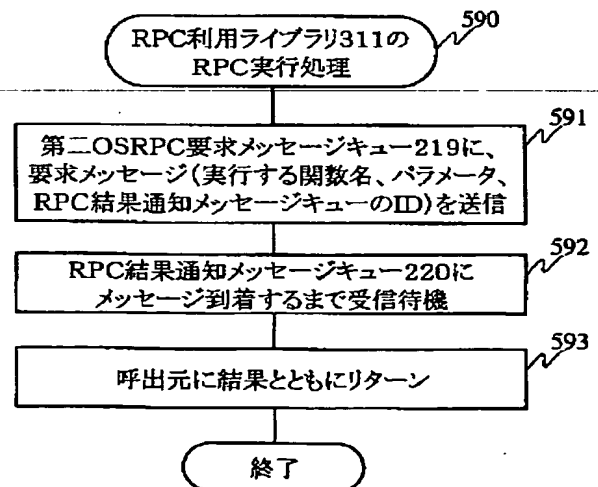 RPC利用ライブラリ311の
RPC実行処理
590
第二OSRPC要求メッセージキュー219に、
要求メッセージ(実行する関数名、パラメータ、
RPC結果通知メッセージキューのID)を送信
591
RPC結果通知メッセージキュー220に
メッセージ到着するまで受信待機
592
呼出元に結果とともにリターン
593
終了